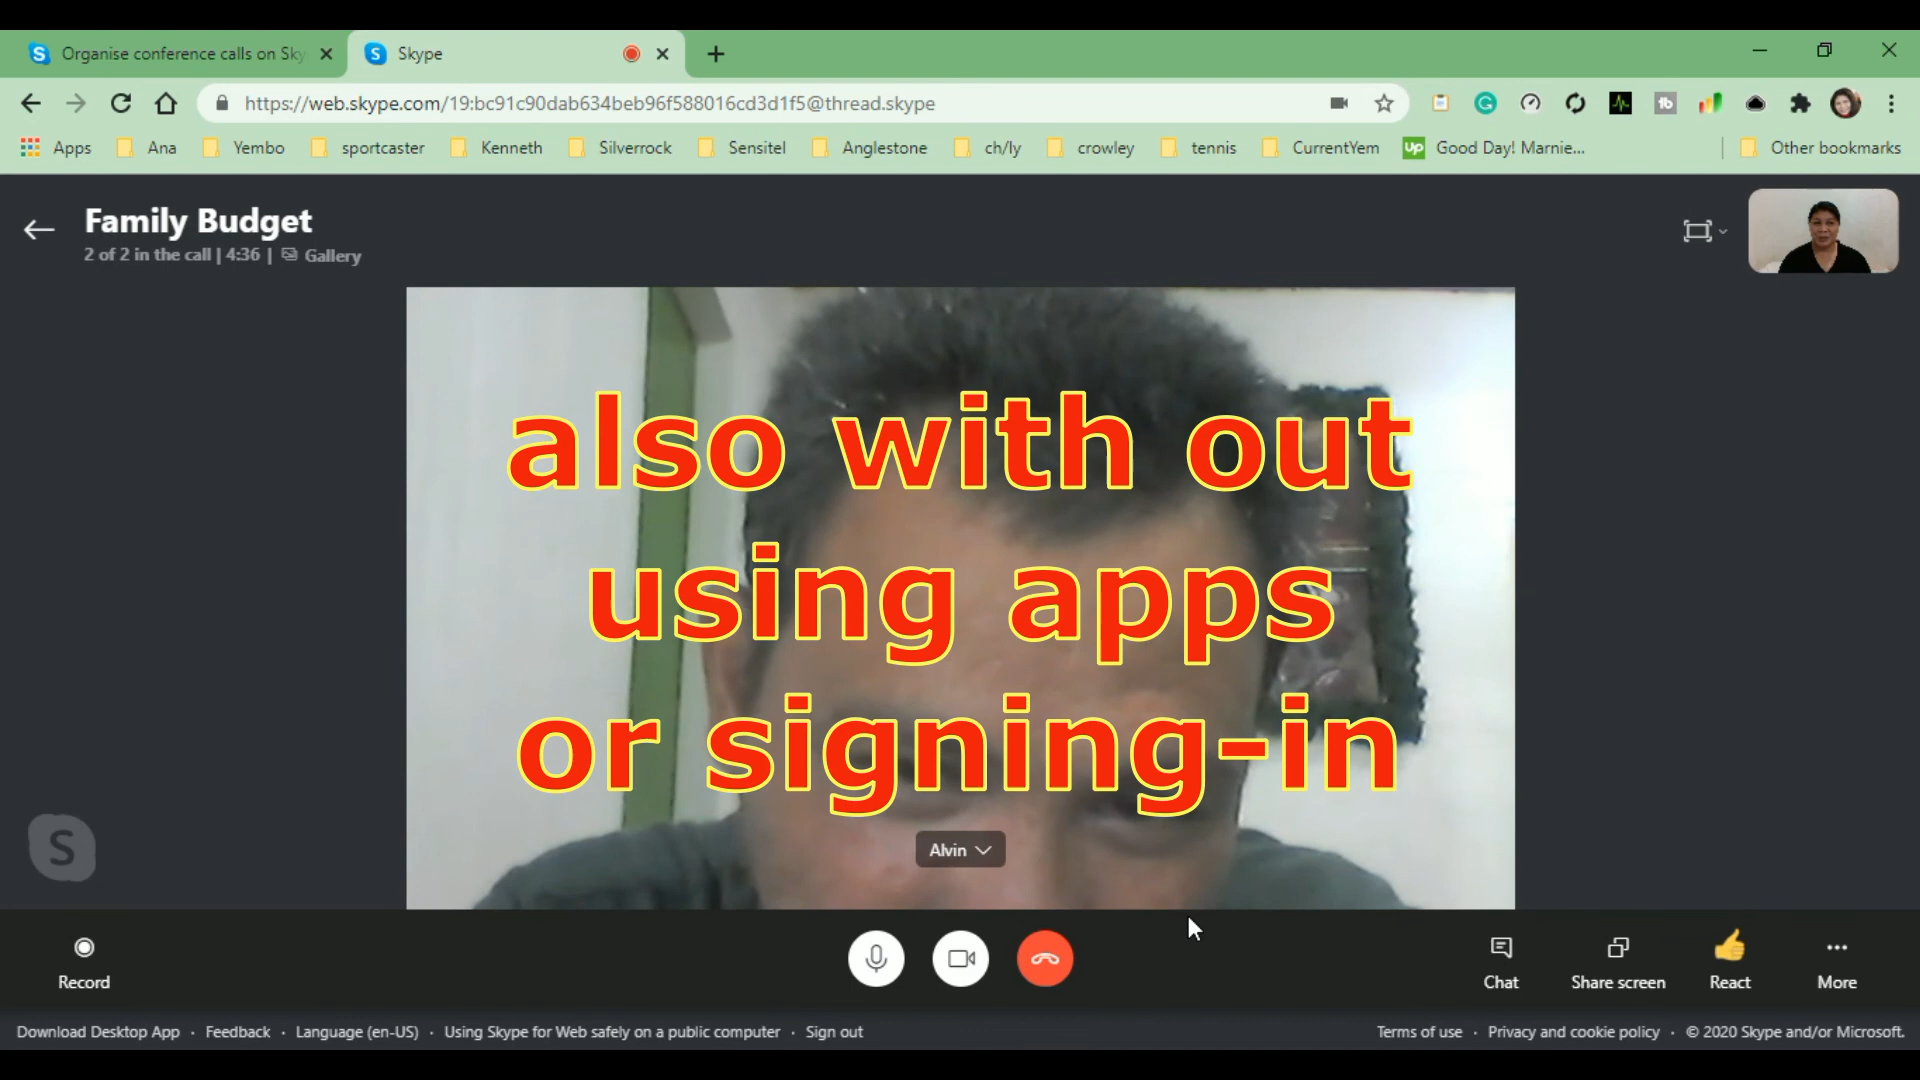 Organise conference calls on Sky
Skype
https://web.skype.com/19:bc91c90dab634beb96f588016cd3d1f5@thread.skype
Apps Ana Yembo sportcaster Kenneth Silverrock Sensitel Anglestone ch/ly crowley tennis CurrentYem up Good Day! Marnie... Other bookmarks
Family Budget
2 of 2 in the call | 4:36 | Gallery
also with out
using apps
or signing-in
Alvin
S
Record
Chat
Share screen
React
More
Download Desktop App · Feedback · Language (en-US) · Using Skype for Web safely on a public computer · Sign out
Terms of use · Privacy and cookie policy · © 2020 Skype and/or Microsoft.